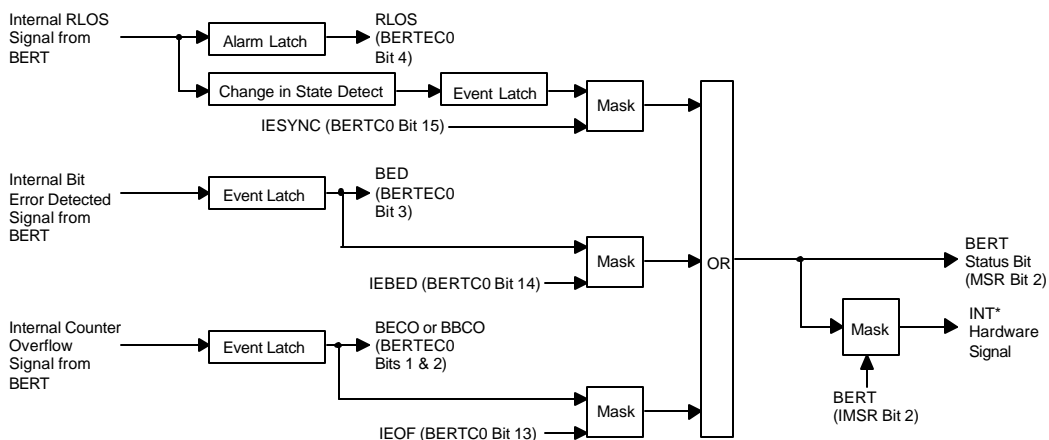 Internal RLOS
Signal from
BERT
Alarm Latch
RLOS
(BERTEC0
Bit 4)
Change in State Detect
Event Latch
Mask
IESYNC (BERTC0 Bit 15)
Internal Bit
Error Detected
Signal from
BERT
Event Latch
BED
(BERTEC0
Bit 3)
Mask
IEBED (BERTC0 Bit 14)
OR
BERT
Status Bit
(MSR Bit 2)
Internal Counter
Overflow
Signal from
BERT
Event Latch
BECO or BBCO
(BERTEC0
Bits 1 & 2)
Mask
INT*
Hardware
Signal
BERT
(IMSR Bit 2)
Mask
IEOF (BERTC0 Bit 13)